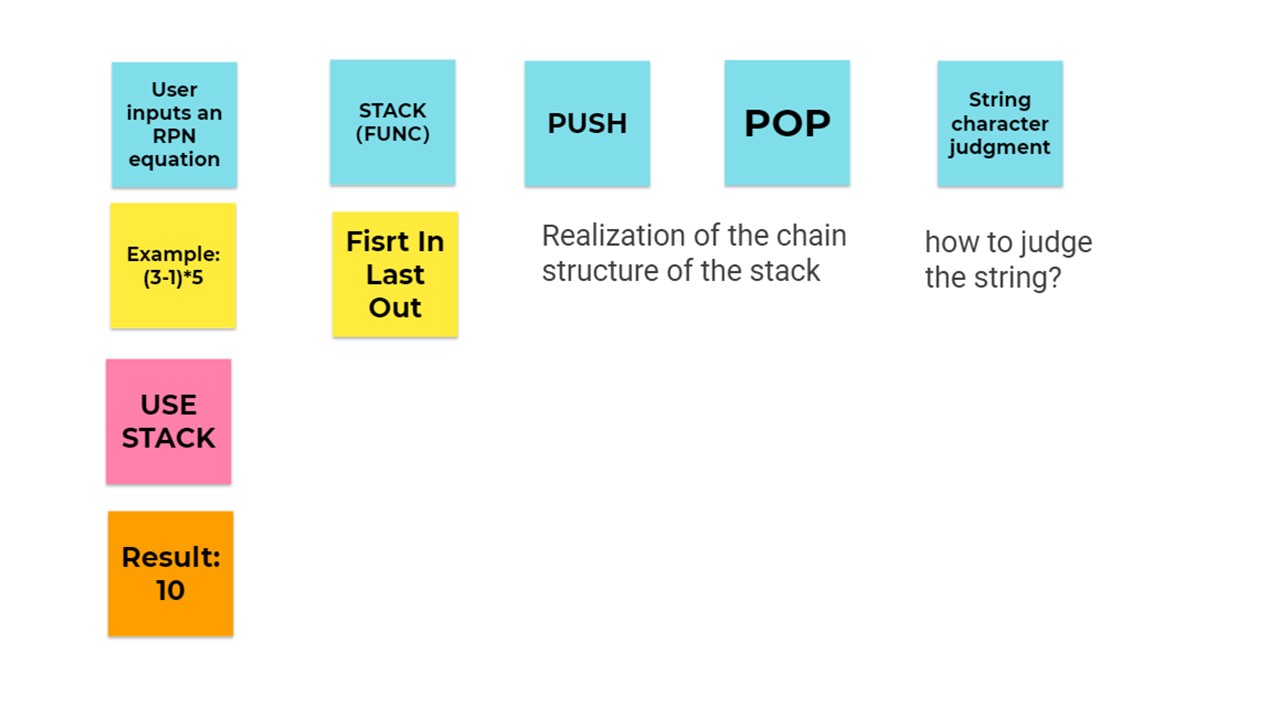 User
inputs an
RPN
equation
STACK
(FUNC)
PUSH
POP
String
character
judgment
Example:
(3-1)*5
Fisrt In
Last
Out
Realization of the chain
structure of the stack
how to judge
the string?
USE
STACK
Result:
10